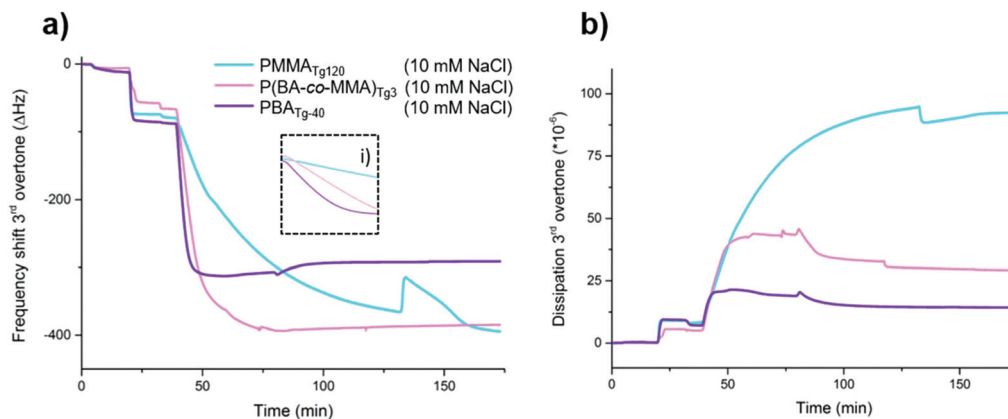 a)
b)
PMMATg120 (10 mM NaCl)
P(BA-co-MMA)Tg3 (10 mM NaCl)
PBATg-40 (10 mM NaCl)
i)
Frequency shift 3rd overtone (ΔHz)
0
-200
-400
0 50 100 150
Time (min)
Dissipation 3rd overtone (*10-6)
100
75
50
25
0
0 50 100 150
Time (min)